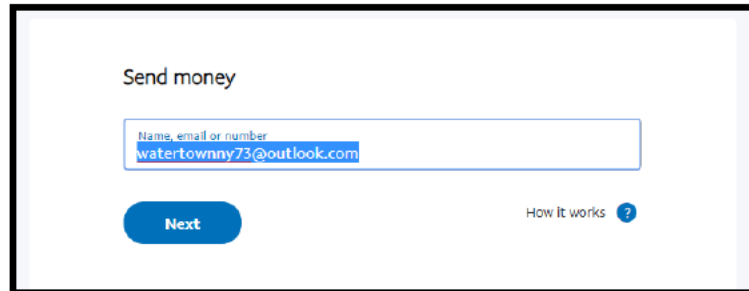 Send money
Name, email or number
watertownny73@outlook.com
Next
How it works ?